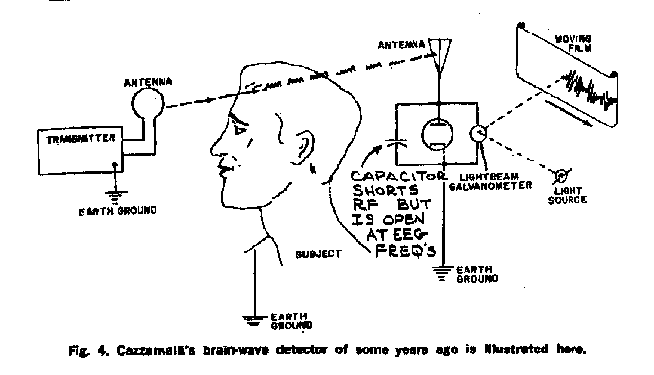 ANTENNA
MOVING
FILM
ANTENNA
TRANSMITTER
EARTH GROUND
CAPACITOR
SHORTS
RF BUT
IS OPEN
AT EEG
FREQ'S
LIGHTBEAM
GALVANOMETER
LIGHT
SOURCE
SUBJECT
EARTH
GROUND
EARTH
GROUND
Fig. 4. Cazzamalli's brain-wave detector of some years ago is illustrated here.